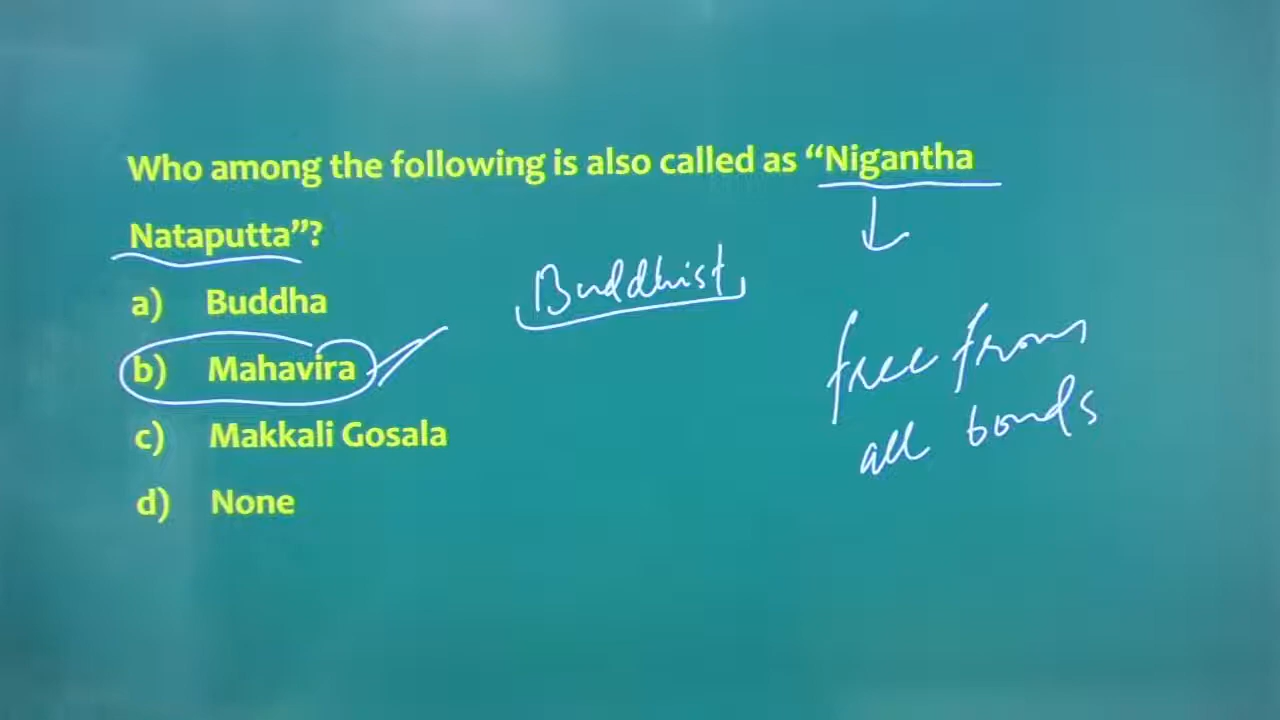 Who among the following is also called as “Nigantha
Nataputta”?
Buddhist
a) Buddha
free from
b) Mahavira
all bonds
c) Makkali Gosala
d) None